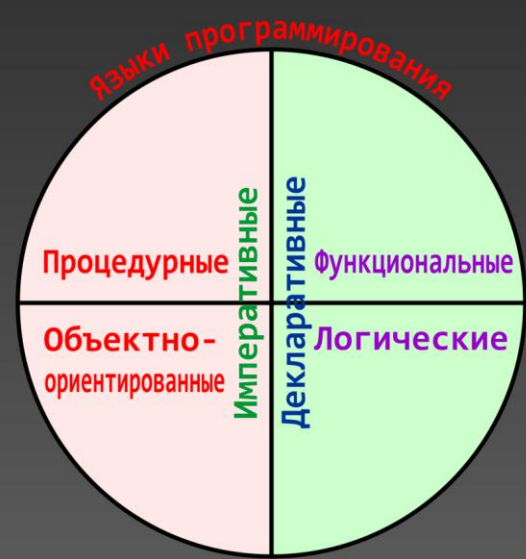 Языки программирования
Процедурные
Объектно-
ориентированные
Императивные
Декларативные
Функциональные
Логические